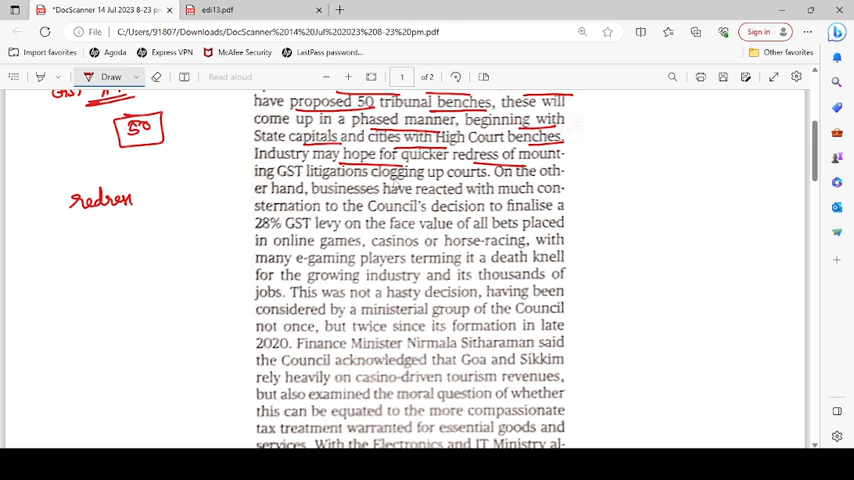 *DocScanner 14 Jul 2023 8-23 pr
edi13.pdf
C:/Users/91807/Downloads/DocScanner%2014%20Jul%202023%208-23%20pm.pdf
Sign in
Import favorites
Agoda
Express VPN
McAfee Security
LastPass password...
Other favorites
Draw
Read aloud
1
of 2
GST
50
redress
have proposed 50 tribunal benches, these will
come up in a phased manner, beginning with
State capitals and cities with High Court benches.
Industry may hope for quicker redress of mount-
ing GST litigations clogging up courts. On the oth-
er hand, businesses have reacted with much con-
sternation to the Council's decision to finalise a
28% GST levy on the face value of all bets placed
in online games, casinos or horse-racing, with
many e-gaming players terming it a death knell
for the growing industry and its thousands of
jobs. This was not a hasty decision, having been
considered by a ministerial group of the Council
not once, but twice since its formation in late
2020. Finance Minister Nirmala Sitharaman said
the Council acknowledged that Goa and Sikkim
rely heavily on casino-driven tourism revenues,
but also examined the moral question of whether
this can be equated to the more compassionate
tax treatment warranted for essential goods and
services. With the Electronics and IT Ministry al-